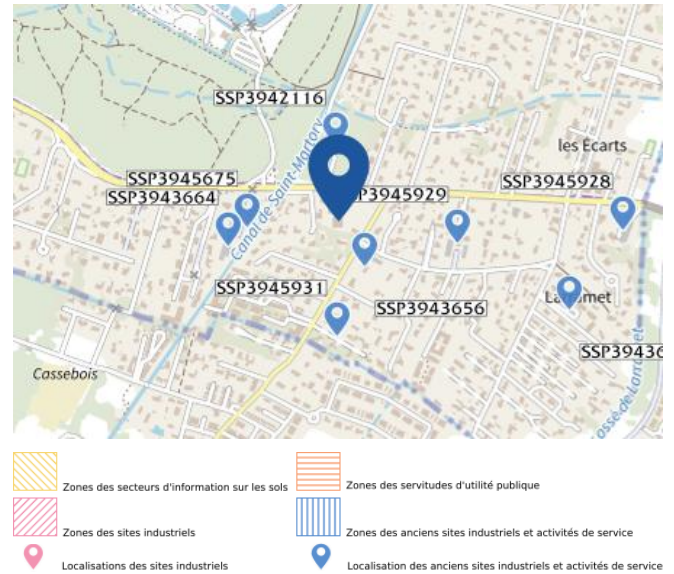 SSP3942116
les Écarts
SSP3945675
SSP3945928
SSP3943664
SSP3945929
Canal de Saint-Martory
SSP3945931
SSP3943656
SSP39436
Cassebois
Zones des secteurs d'information sur les sols
Zones des servitudes d'utilité publique
Zones des sites industriels
Zones des anciens sites industriels et activités de service
Localisations des sites industriels
Localisation des anciens sites industriels et activités de service